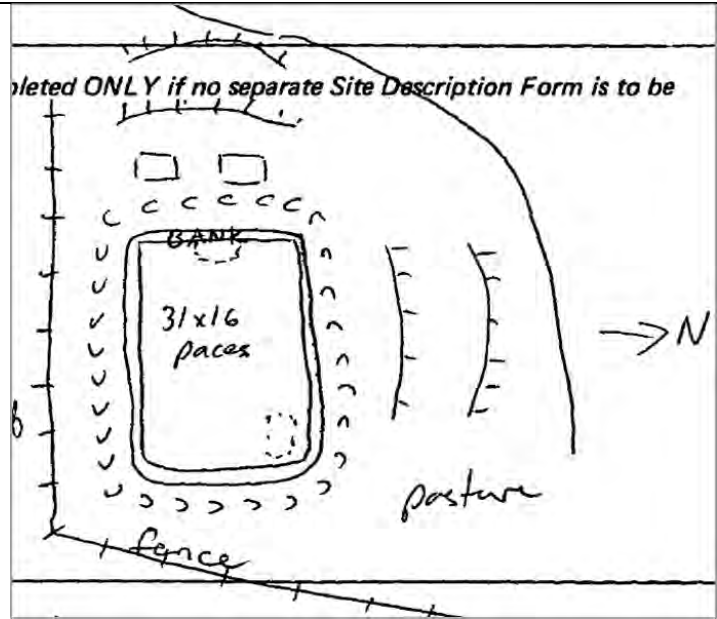 pleted ONLY if no separate Site Description Form is to be
BANK
31x16
paces
N
pasture
fence